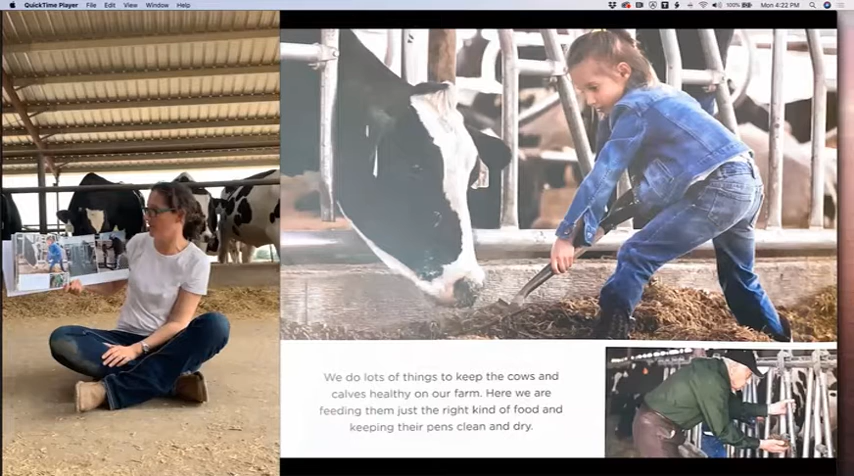 QuickTime Player File Edit View Window Help
100% Mon 4:22 PM
We do lots of things to keep the cows and
calves healthy on our farm. Here we are
feeding them just the right kind of food and
keeping their pens clean and dry.